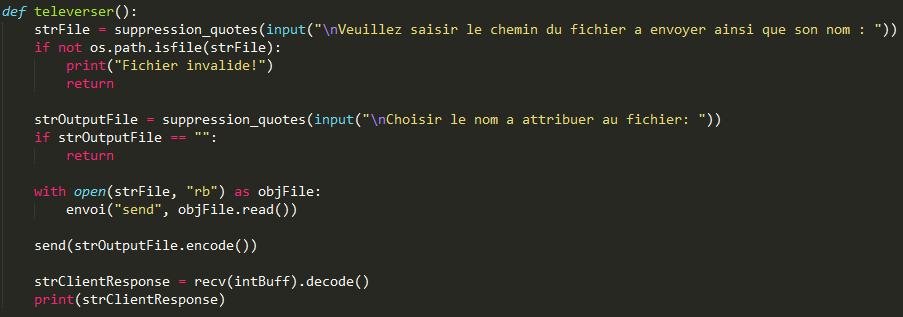 def televerser():
    strFile = suppression_quotes(input("\nVeuillez saisir le chemin du fichier a envoyer ainsi que son nom : "))
    if not os.path.isfile(strFile):
        print("Fichier invalide!")
        return

    strOutputFile = suppression_quotes(input("\nChoisir le nom a attribuer au fichier: "))
    if strOutputFile == "":
        return

    with open(strFile, "rb") as objFile:
        envoi("send", objFile.read())

    send(strOutputFile.encode())

    strClientResponse = recv(intBuff).decode()
    print(strClientResponse)